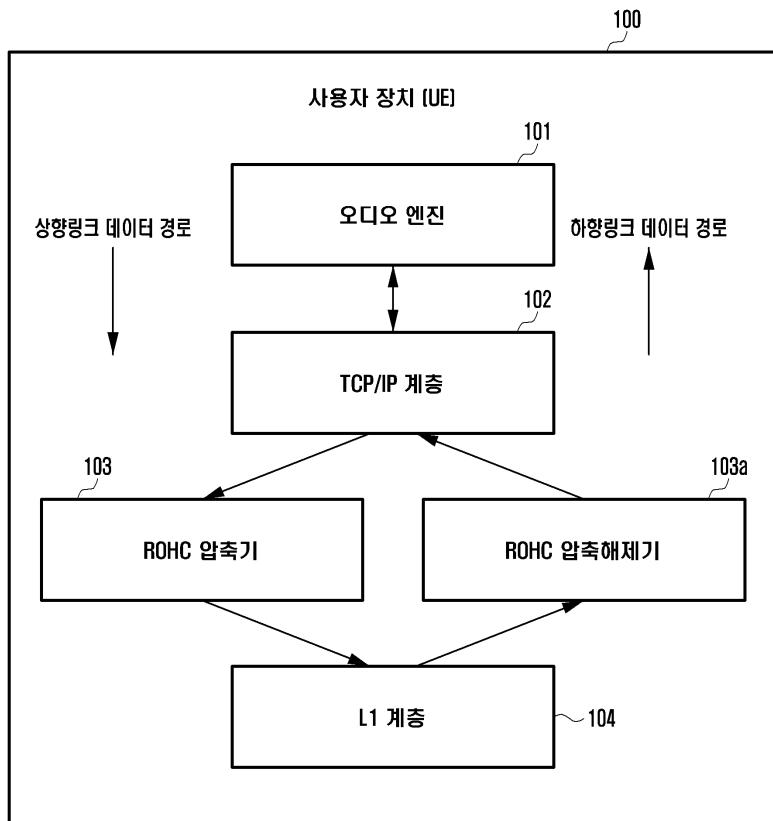 100
사용자 장치 (UE)
101
오디오 엔진
상향링크 데이터 경로
하향링크 데이터 경로
102
TCP/IP 계층
103
103a
ROHC 압축기
ROHC 압축해제기
L1 계층
104